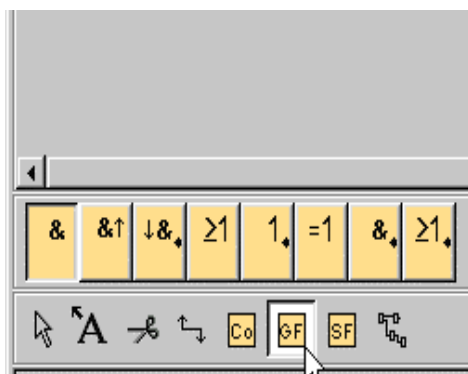 & &↑ ↓& ≥1 1 =1 & ≥1
A Co GF SF